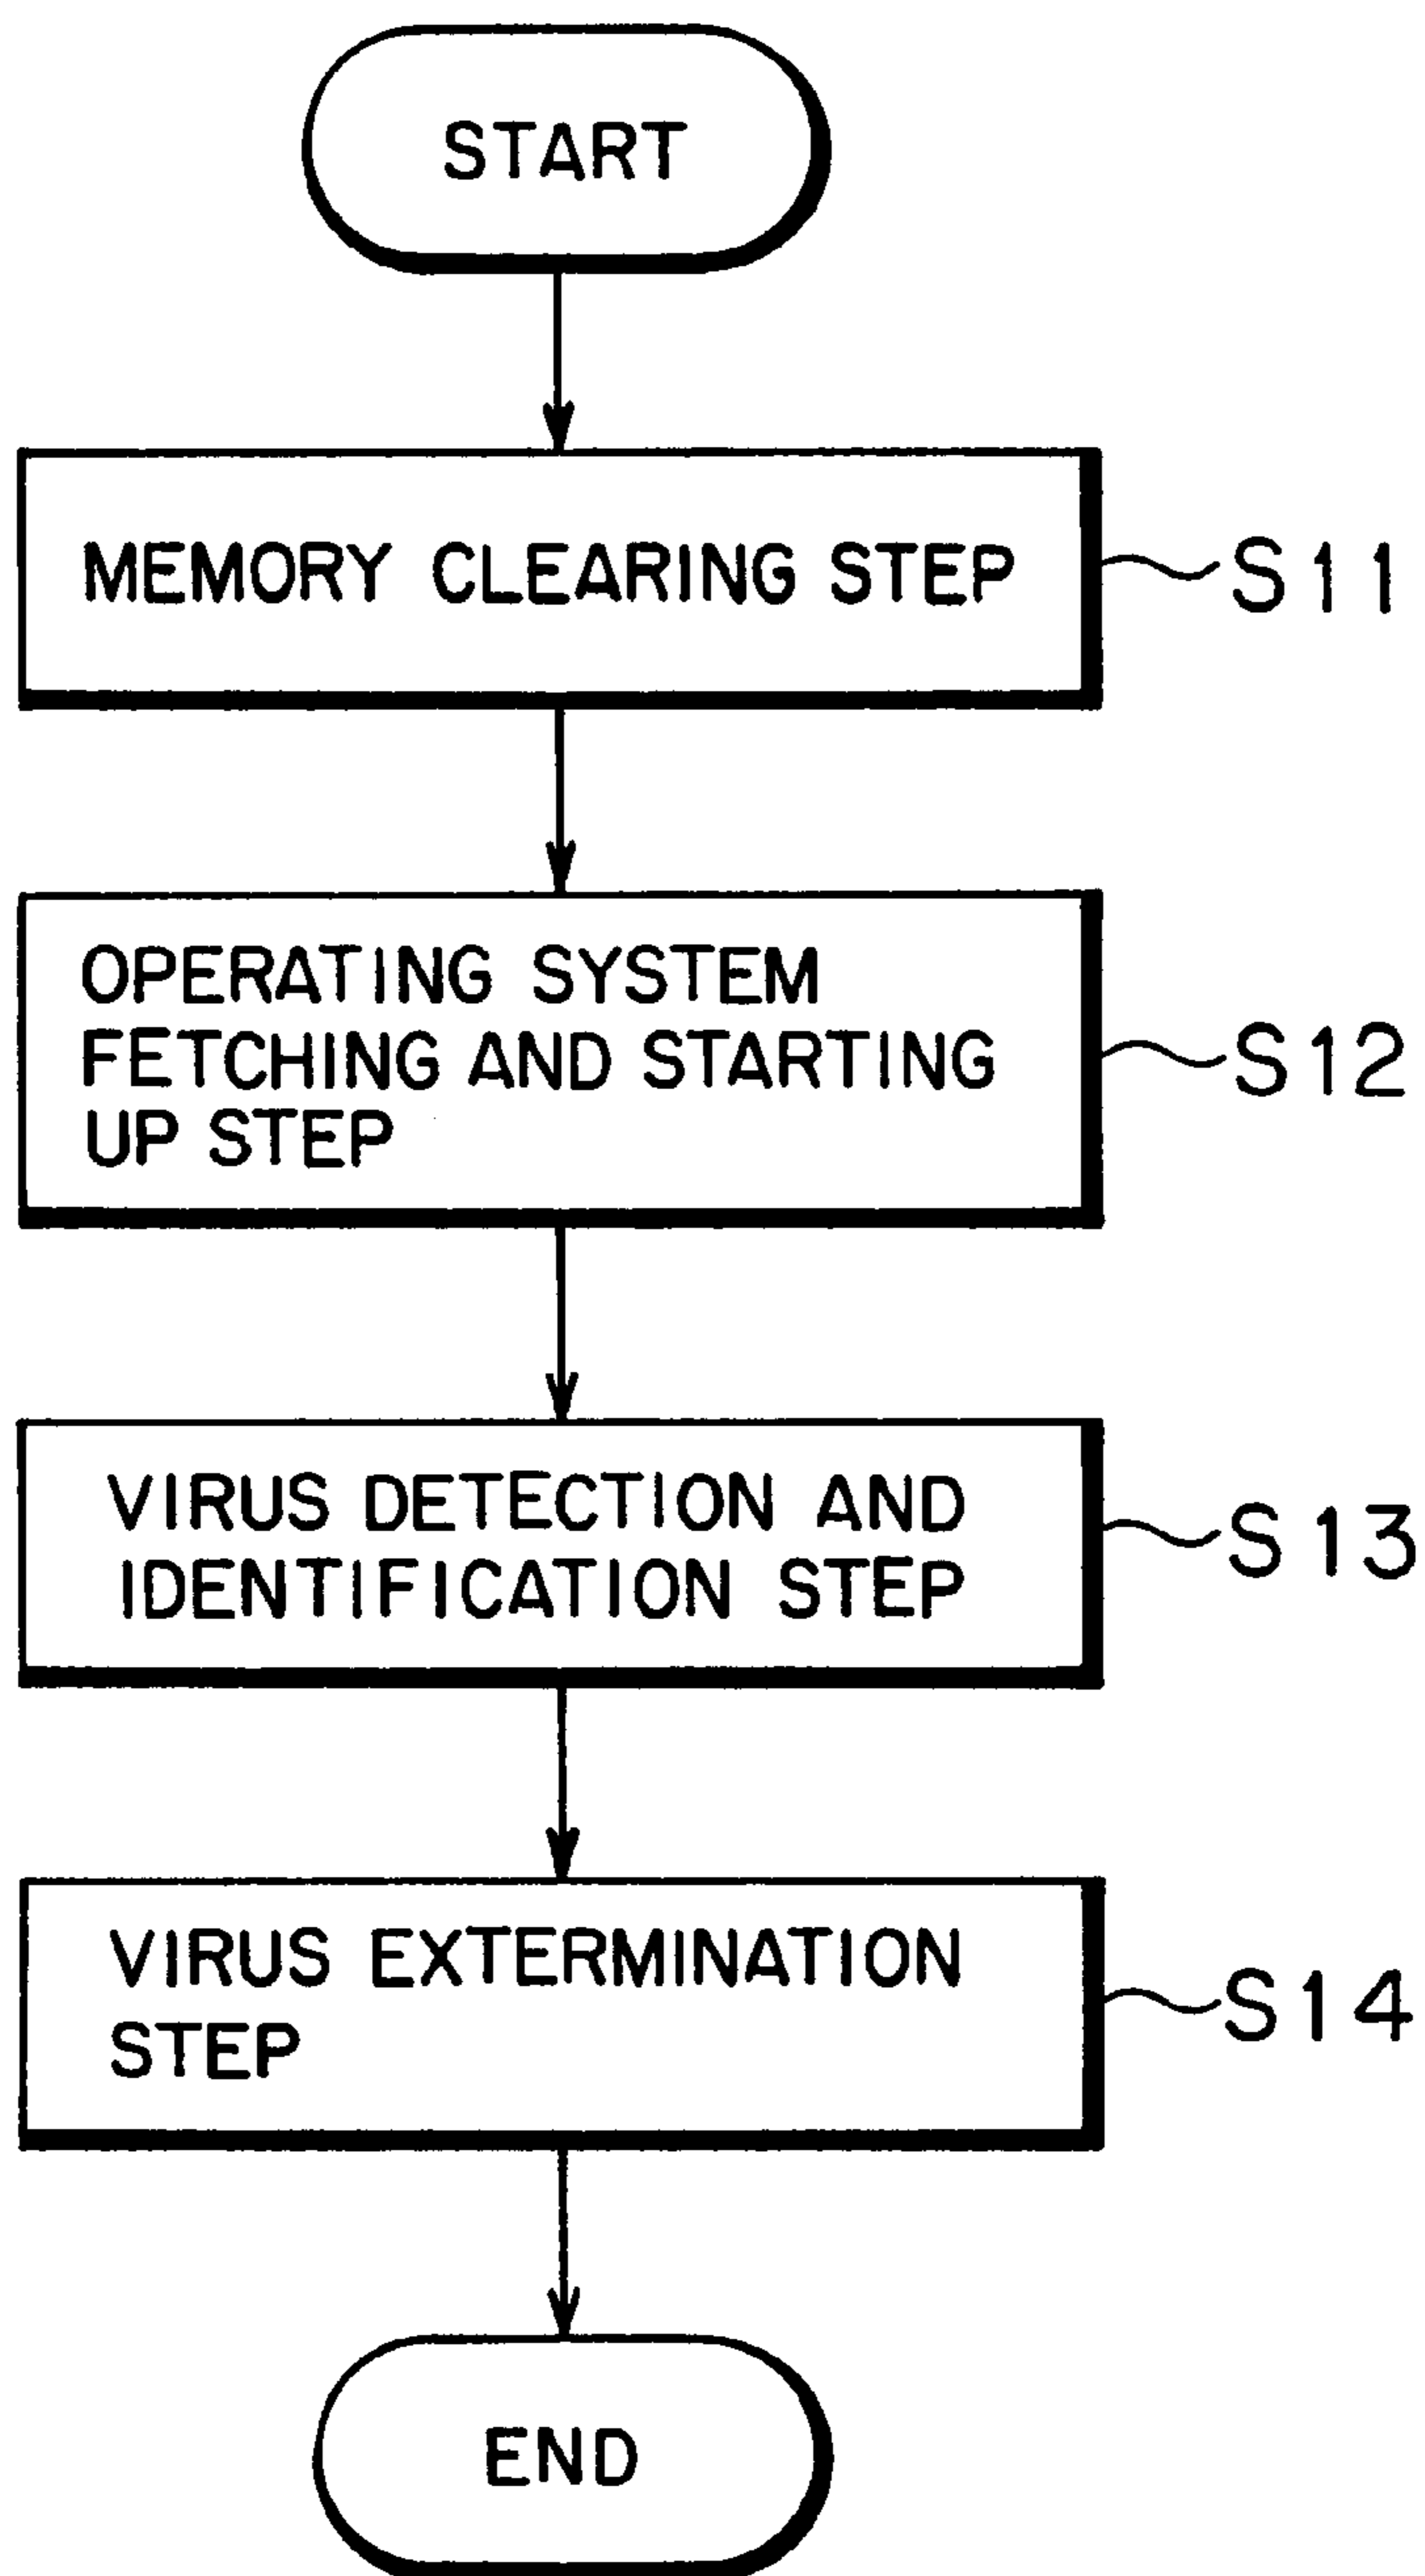 START
MEMORY CLEARING STEP
S11
OPERATING SYSTEM
FETCHING AND STARTING
UP STEP
S12
VIRUS DETECTION AND
IDENTIFICATION STEP
S13
VIRUS EXTERMINATION
STEP
S14
END